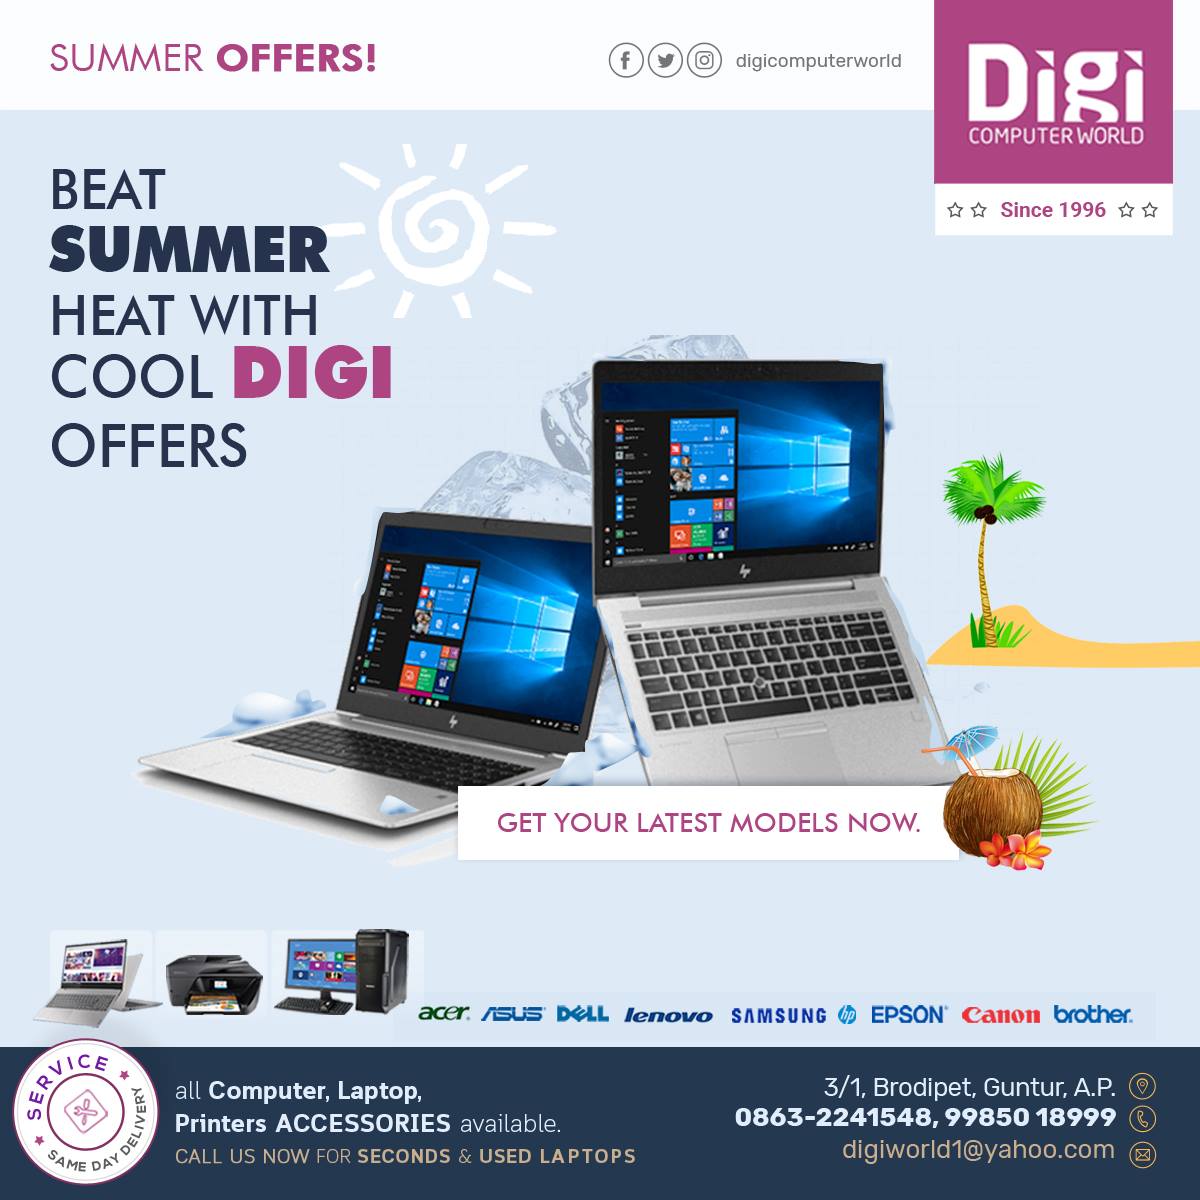 SUMMER OFFERS!
digicomputerworld
Digi
COMPUTER WORLD
Since 1996
BEAT
SUMMER
HEAT WITH
COOL DIGI
OFFERS
hp
hp
GET YOUR LATEST MODELS NOW.
acer ASUS DELL lenovo SAMSUNG hp EPSON Canon brother
SERVICE
SAME DAY DELIVERY
all Computer, Laptop,
Printers ACCESSORIES available.
CALL US NOW FOR SECONDS & USED LAPTOPS
3/1, Brodipet, Guntur, A.P.
0863-2241548, 99850 18999
digiworld1@yahoo.com